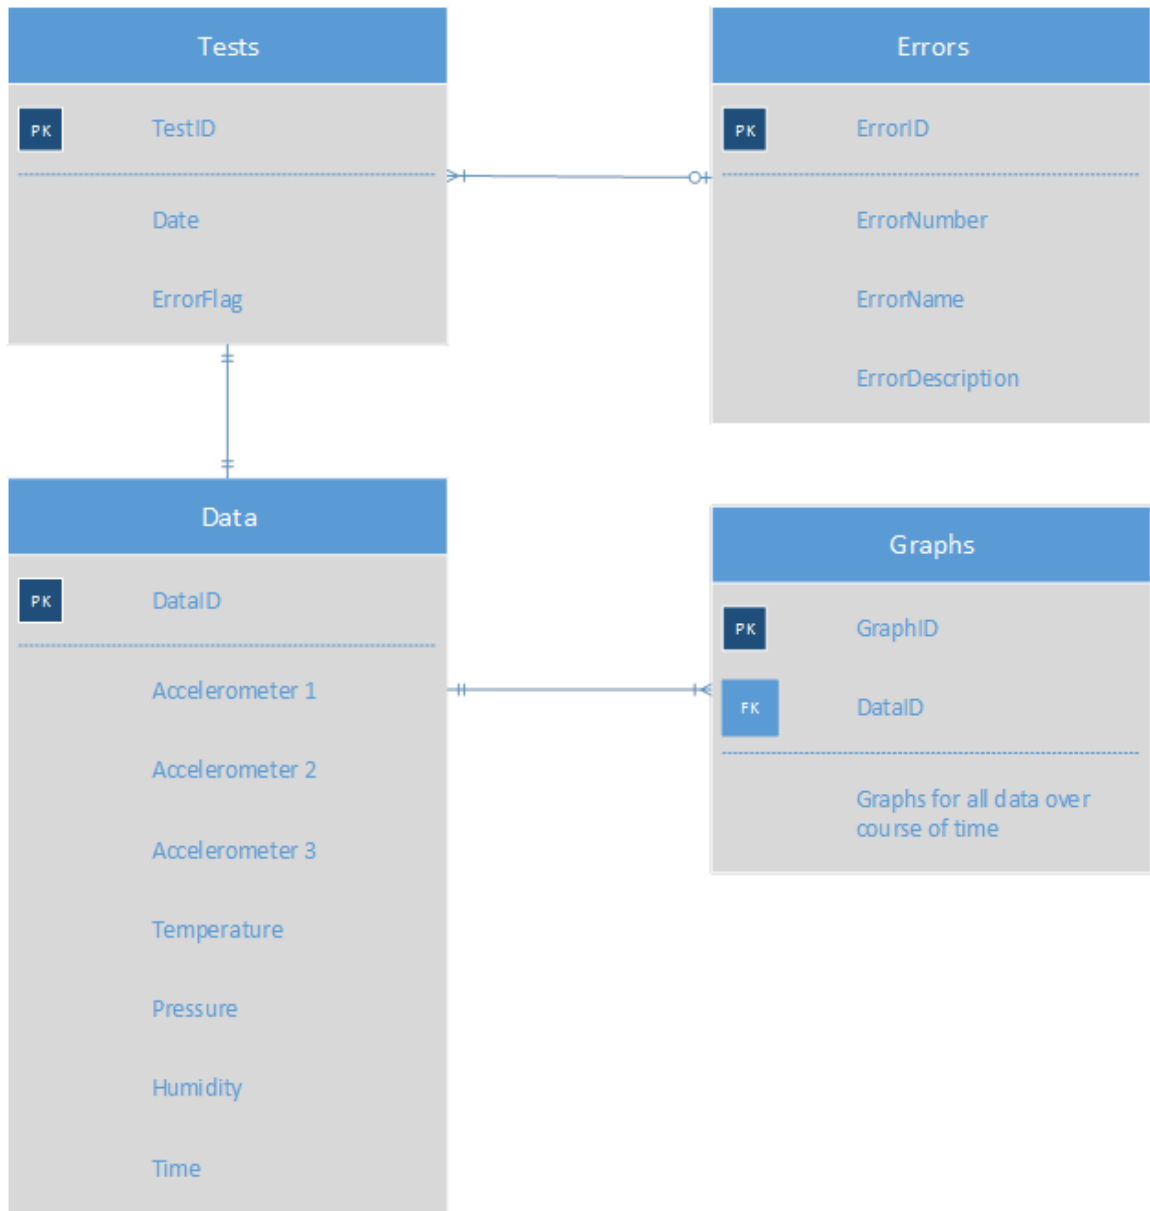 Tests
PK TestID
Date
ErrorFlag
Errors
PK ErrorID
ErrorNumber
ErrorName
ErrorDescription
Data
PK DataID
Accelerometer 1
Accelerometer 2
Accelerometer 3
Temperature
Pressure
Humidity
Time
Graphs
PK GraphID
FK DataID
Graphs for all data over
course of time